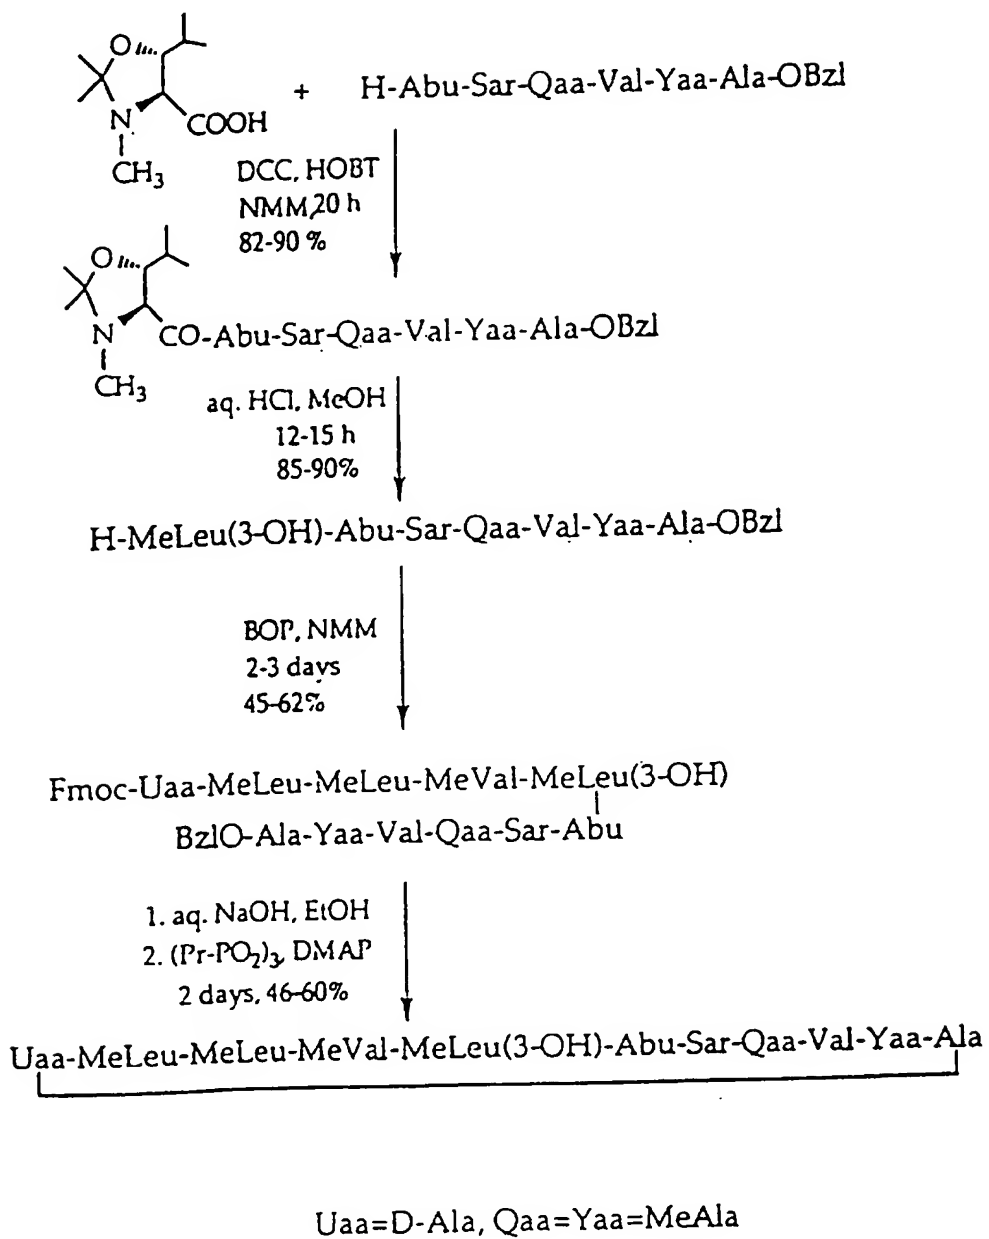 O
N
CH3
COOH
+ H-Abu-Sar-Qaa-Val-Yaa-Ala-OBzl
DCC, HOBT
NMM,20 h
82-90 %
O
N
CH3
CO-Abu-Sar-Qaa-Val-Yaa-Ala-OBzl
aq. HCl, MeOH
12-15 h
85-90%
H-MeLeu(3-OH)-Abu-Sar-Qaa-Val-Yaa-Ala-OBzl
BOP, NMM
2-3 days
45-62%
Fmoc-Uaa-MeLeu-MeLeu-MeVal-MeLeu(3-OH)
BzlO-Ala-Yaa-Val-Qaa-Sar-Abu
1. aq. NaOH, EtOH
2. (Pr-PO2)3, DMAP
2 days, 46-60%
Uaa-MeLeu-MeLeu-MeVal-MeLeu(3-OH)-Abu-Sar-Qaa-Val-Yaa-Ala
Uaa=D-Ala, Qaa=Yaa=MeAla